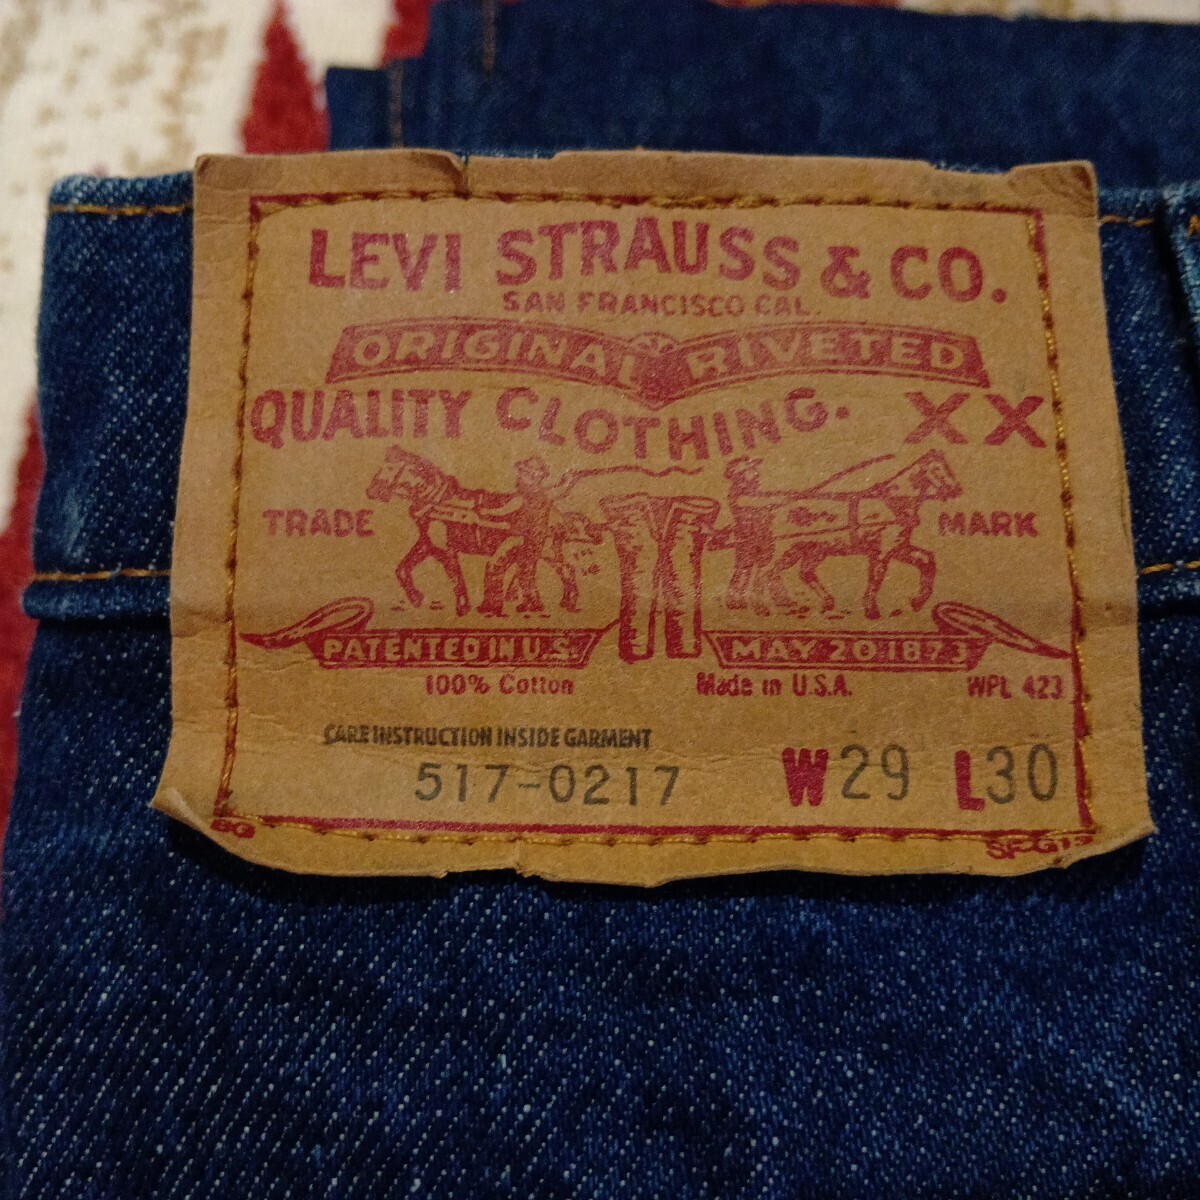 LEVI STRAUSS & CO.
SAN FRANCISCO CAL.
ORIGINAL RIVETED
QUALITY CLOTHING. XX
TRADE MARK
PATENTED IN U.S. MAY 20 1873
100% Cotton Made in U.S.A. WPL 423
CARE INSTRUCTION INSIDE GARMENT
517-0217 W29 L30